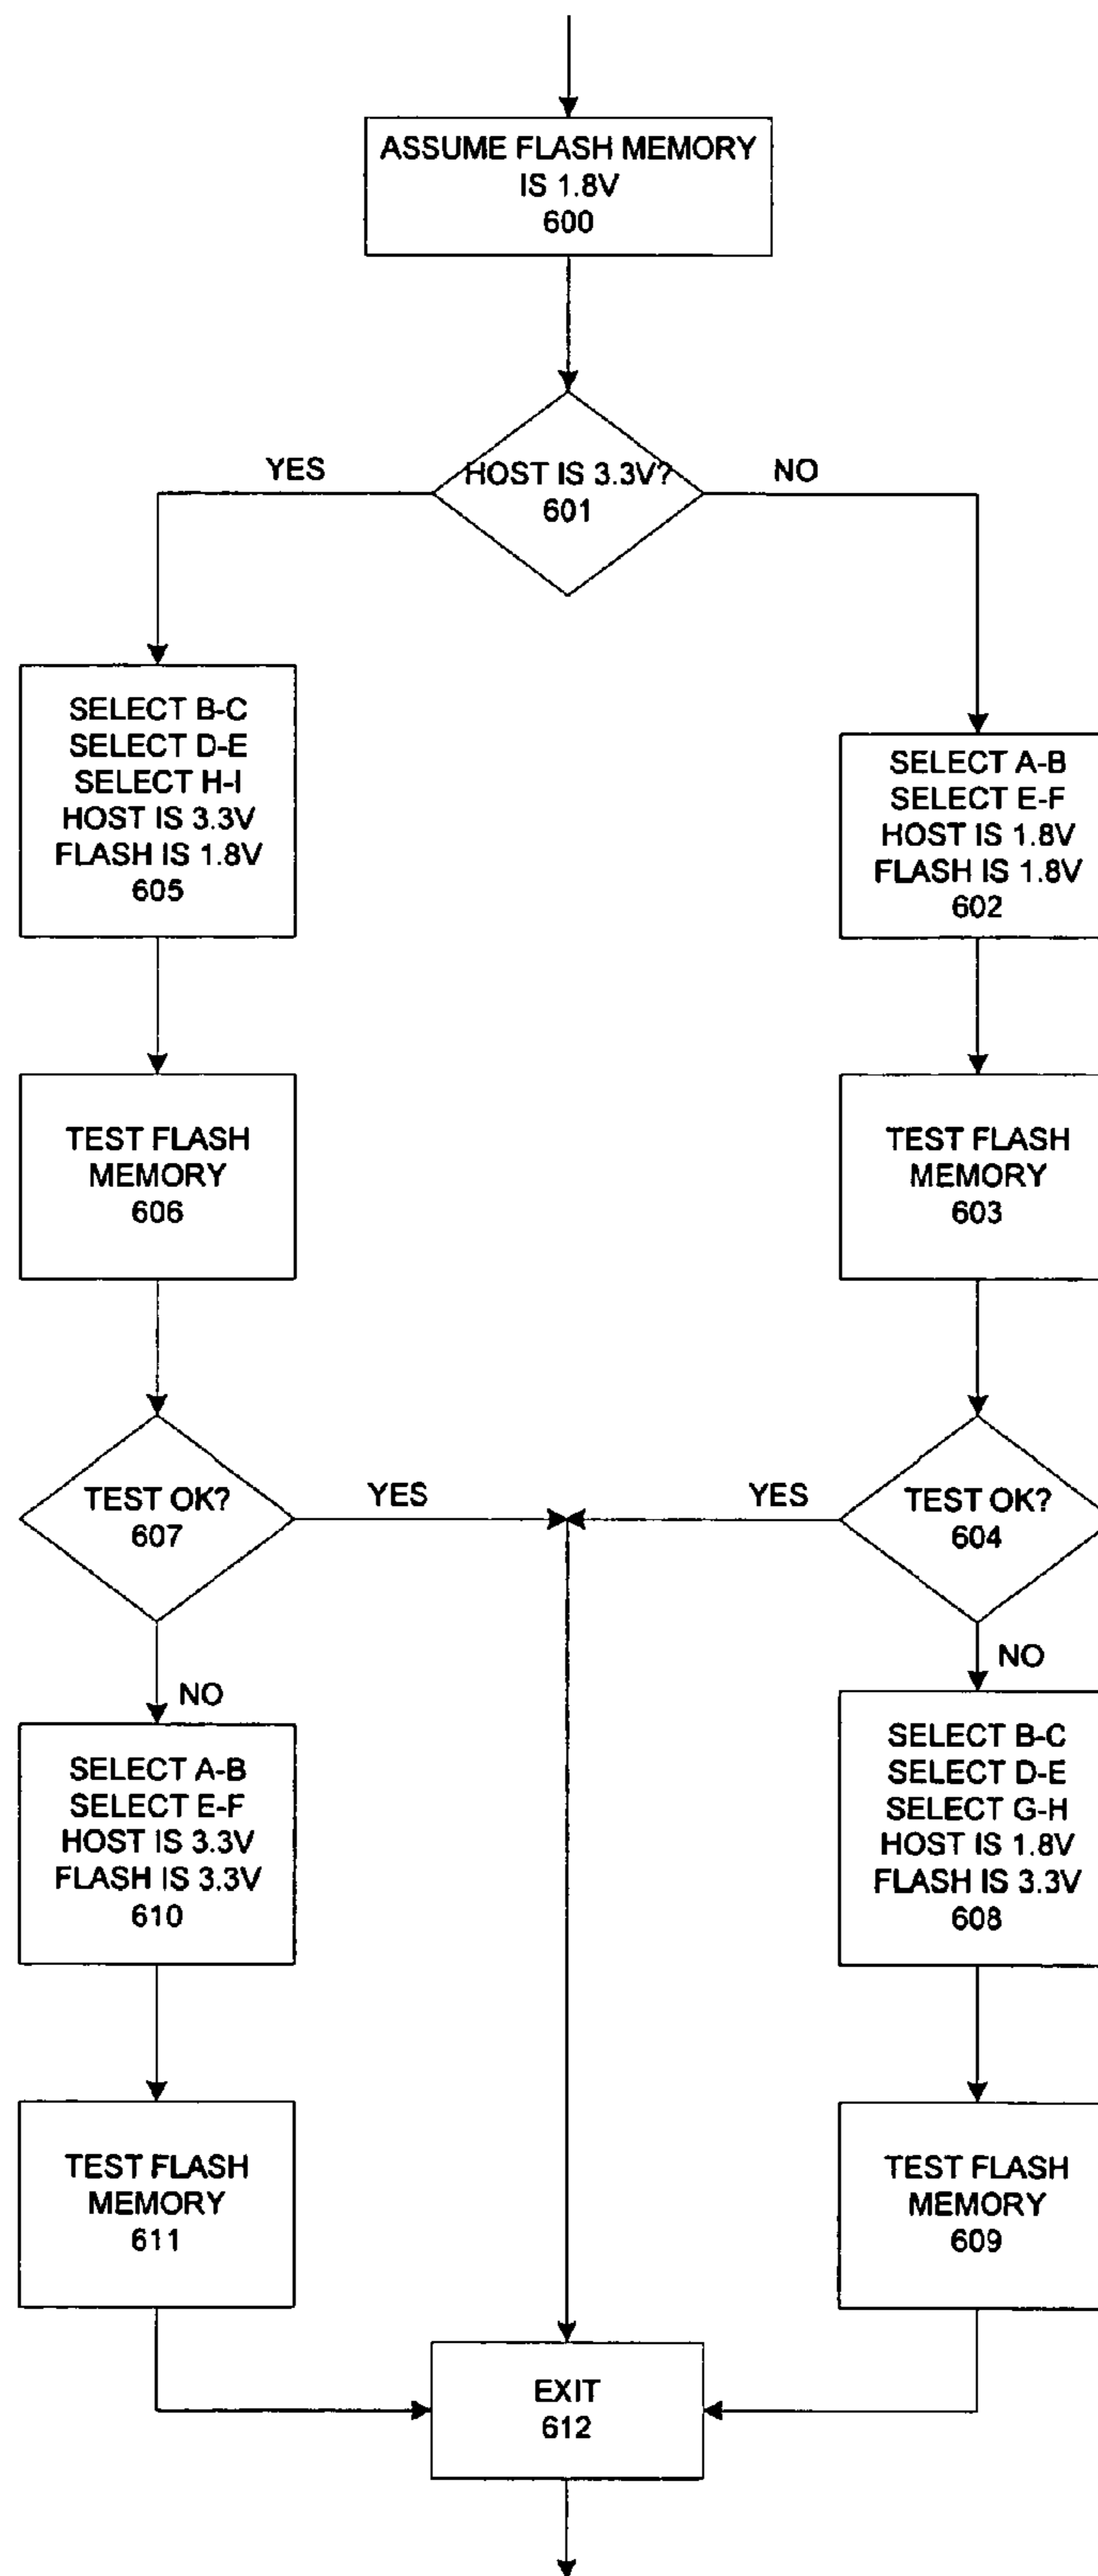 ASSUME FLASH MEMORY
IS 1.8V
600
HOST IS 3.3V?
601
YES
NO
SELECT B-C
SELECT D-E
SELECT H-I
HOST IS 3.3V
FLASH IS 1.8V
605
SELECT A-B
SELECT E-F
HOST IS 1.8V
FLASH IS 1.8V
602
TEST FLASH
MEMORY
606
TEST FLASH
MEMORY
603
TEST OK?
607
YES
YES
TEST OK?
604
NO
NO
SELECT A-B
SELECT E-F
HOST IS 3.3V
FLASH IS 3.3V
610
SELECT B-C
SELECT D-E
SELECT G-H
HOST IS 1.8V
FLASH IS 3.3V
608
TEST FLASH
MEMORY
611
TEST FLASH
MEMORY
609
EXIT
612